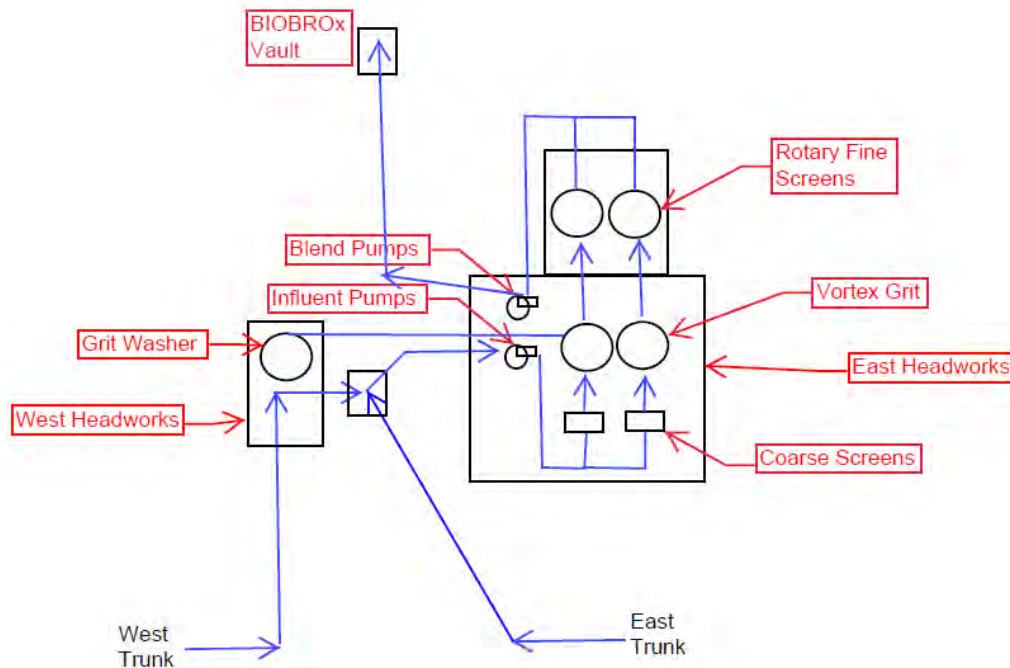 BIOBROx
Vault
Rotary Fine
Screens
Blend Pumps
Influent Pumps
Vortex Grit
Grit Washer
East Headworks
West Headworks
Coarse Screens
West
Trunk
East
Trunk